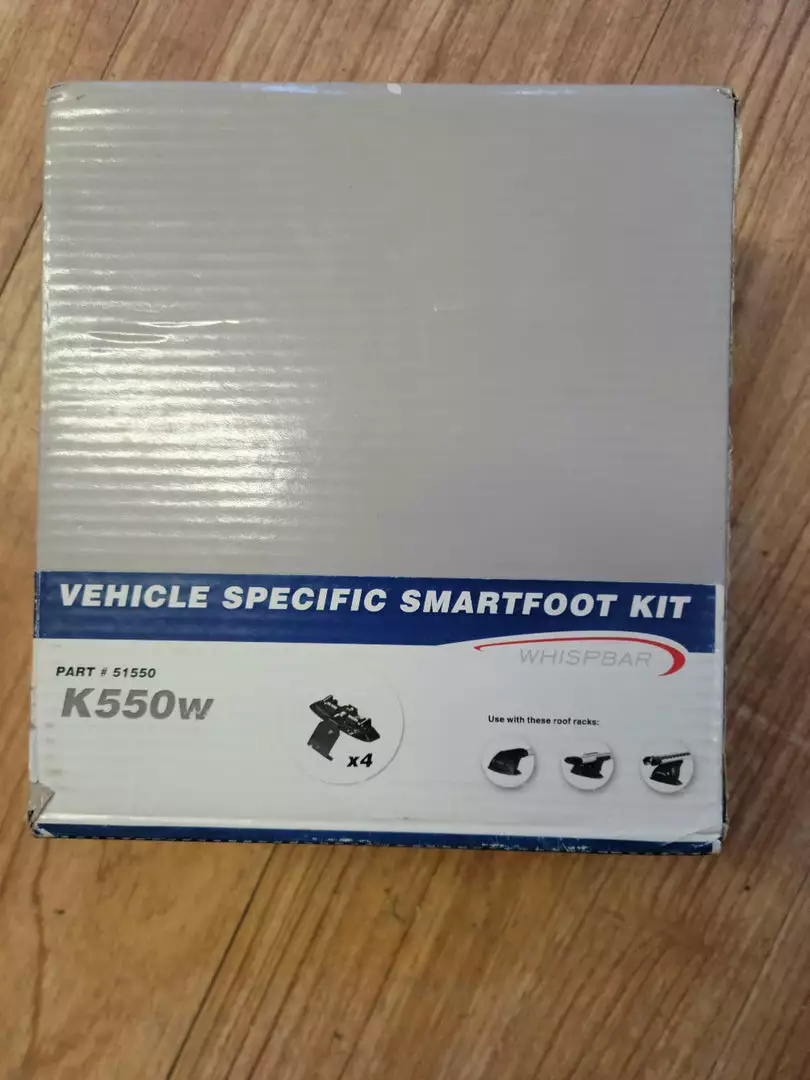 VEHICLE SPECIFIC SMARTFOOT KIT
WHISPBAR
PART # 51550
K550w
x4
Use with these roof racks: